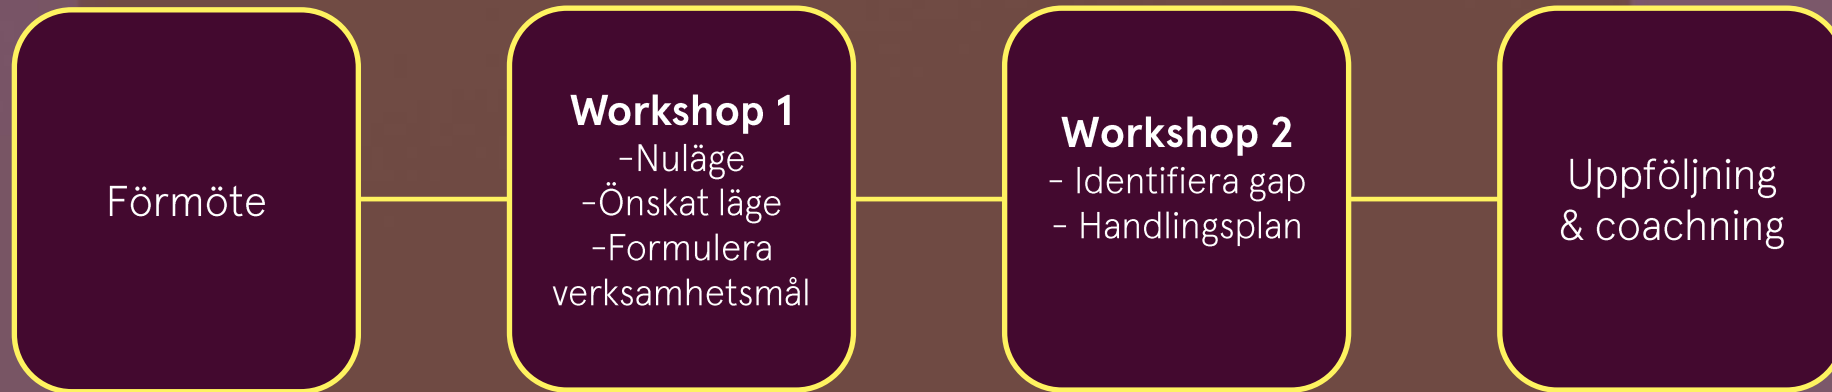 Förmöte
Workshop 1
-Nuläge
-Önskat läge
-Formulera
verksamhetsmål
Workshop 2
- Identifiera gap
- Handlingsplan
Uppföljning
& coachning